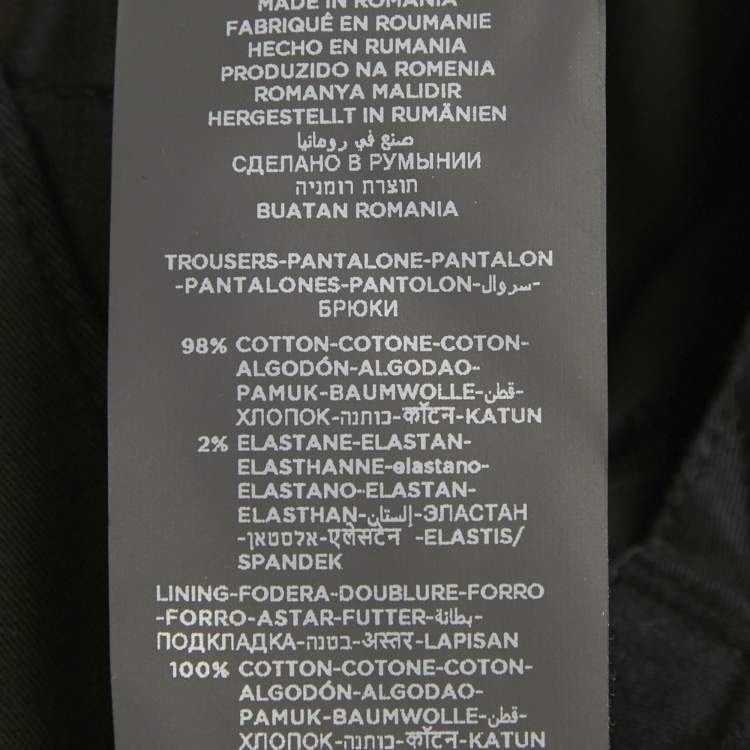 MADE IN ROMANIA
FABRIQUÊ EN ROUMANIE
HECHO EN RUMANIA
PRODUZIDO NA ROMENIA
ROMANYA MALIDIR
HERGESTELLT IN RUMÄNIEN
صنع في رومانيا
СДЕЛАНО В РУМЫНИИ
תוצרת רומניה
BUATAN ROMANIA
TROUSERS-PANTALONE-PANTALON
-PANTALONES-PANTOLON-سروال-
БРЮКИ
98% COTTON-COTONE-COTON-
ALGODÓN-ALGODAO-
PAMUK-BAUMWOLLE-قطن-
ХЛОПОК-כותנה-कॉटन-KATUN
2% ELASTANE-ELASTAN-
ELASTHANNE-elastano-
ELASTANO-ELASTAN-
ELASTHAN-إلستان-ЭЛАСТАН
-אלסטאן-एलेसटेन -ELASTIS/
SPANDEK
LINING-FODERA-DOUBLURE-FORRO
-FORRO-ASTAR-FUTTER-بطانة-
ПОДКЛАДКА-בטנה-अस्तर-LAPISAN
100% COTTON-COTONE-COTON-
ALGODÓN-ALGODAO-
PAMUK-BAUMWOLLE-قطن-
ХЛОПОК-כותנה-कॉटन-KATUN